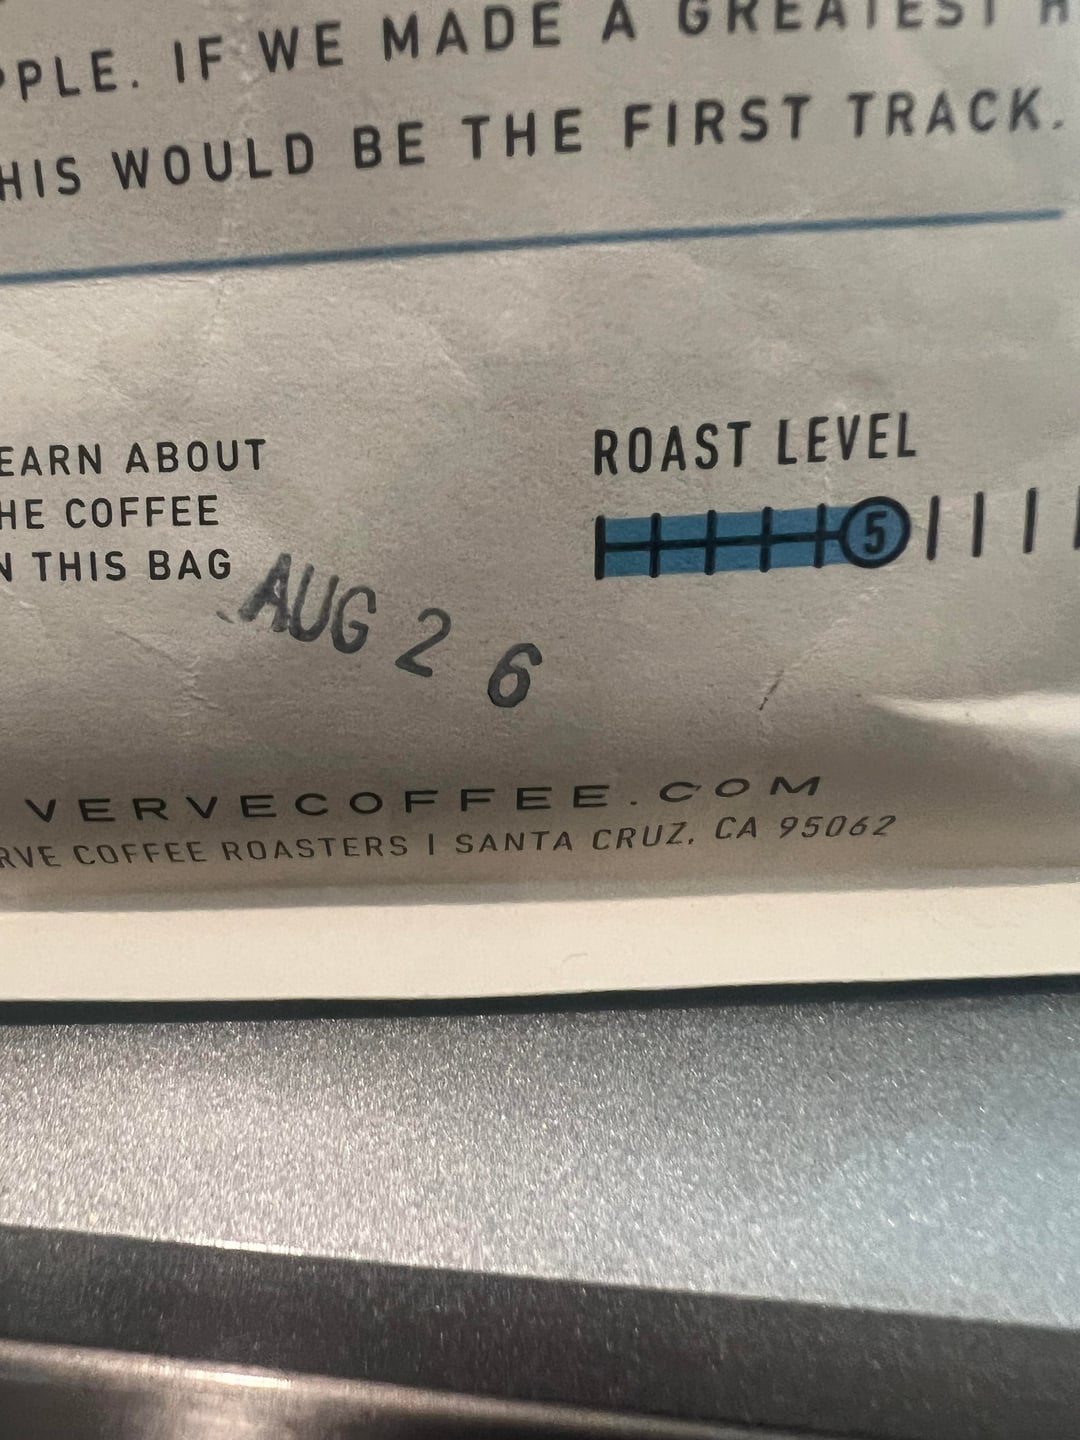 PPLE. IF WE MADE A GREATEST H
HIS WOULD BE THE FIRST TRACK.
EARN ABOUT
HE COFFEE
N THIS BAG
ROAST LEVEL
5
AUG 2 6
VERVECOFFEE.COM
RVE COFFEE ROASTERS | SANTA CRUZ, CA 95062